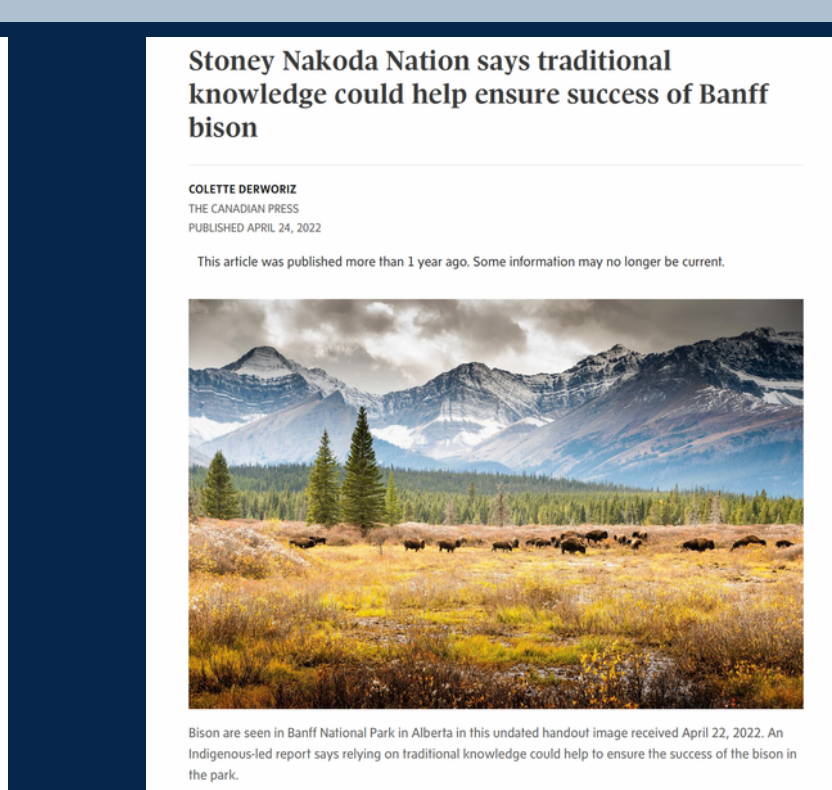 Stoney Nakoda Nation says traditional
knowledge could help ensure success of Banff
bison
COLETTE DERWORIZ
THE CANADIAN PRESS
PUBLISHED APRIL 24, 2022
This article was published more than 1 year ago. Some information may no longer be current.
Bison are seen in Banff National Park in Alberta in this undated handout image received April 22, 2022. An
Indigenous-led report says relying on traditional knowledge could help to ensure the success of the bison in
the park.